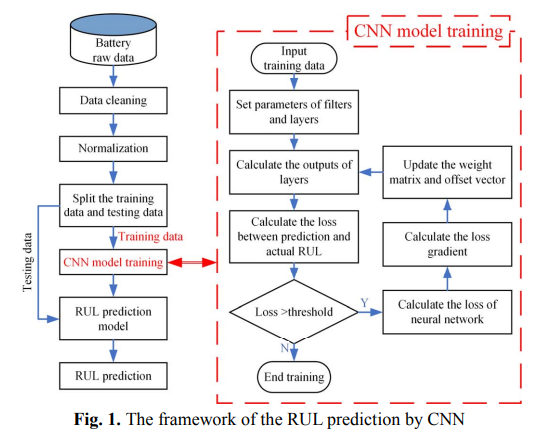 Battery
raw data
Data cleaning
Normalization
Split the training
data and testing data
Training data
Testing data
CNN model training
RUL prediction
model
RUL prediction
CNN model training
Input
training data
Set parameters of filters
and layers
Calculate the outputs of
layers
Calculate the loss
between prediction and
actual RUL
Loss >threshold
Y
N
End training
Calculate the loss of
neural network
Calculate the loss
gradient
Update the weight
matrix and offset vector
Fig. 1. The framework of the RUL prediction by CNN